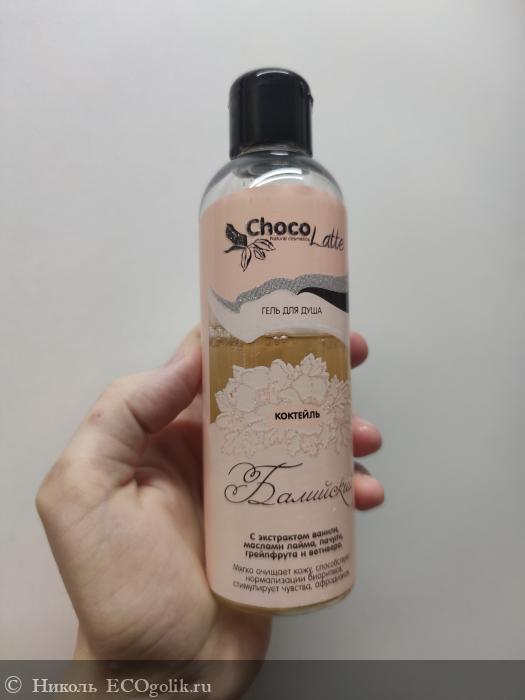 Choco
Latte
Natural cosmetics
ГЕЛЬ ДЛЯ ДУША
КОКТЕЙЛЬ
Балийский
С экстрактом ванили,
маслами лайма, пачули,
грейпфрута и ветивера.
Мягко очищает кожу, способствует
нормализации биоритмов,
стимулирует чувства, афродизиак.
© Николь ECOgolik.ru